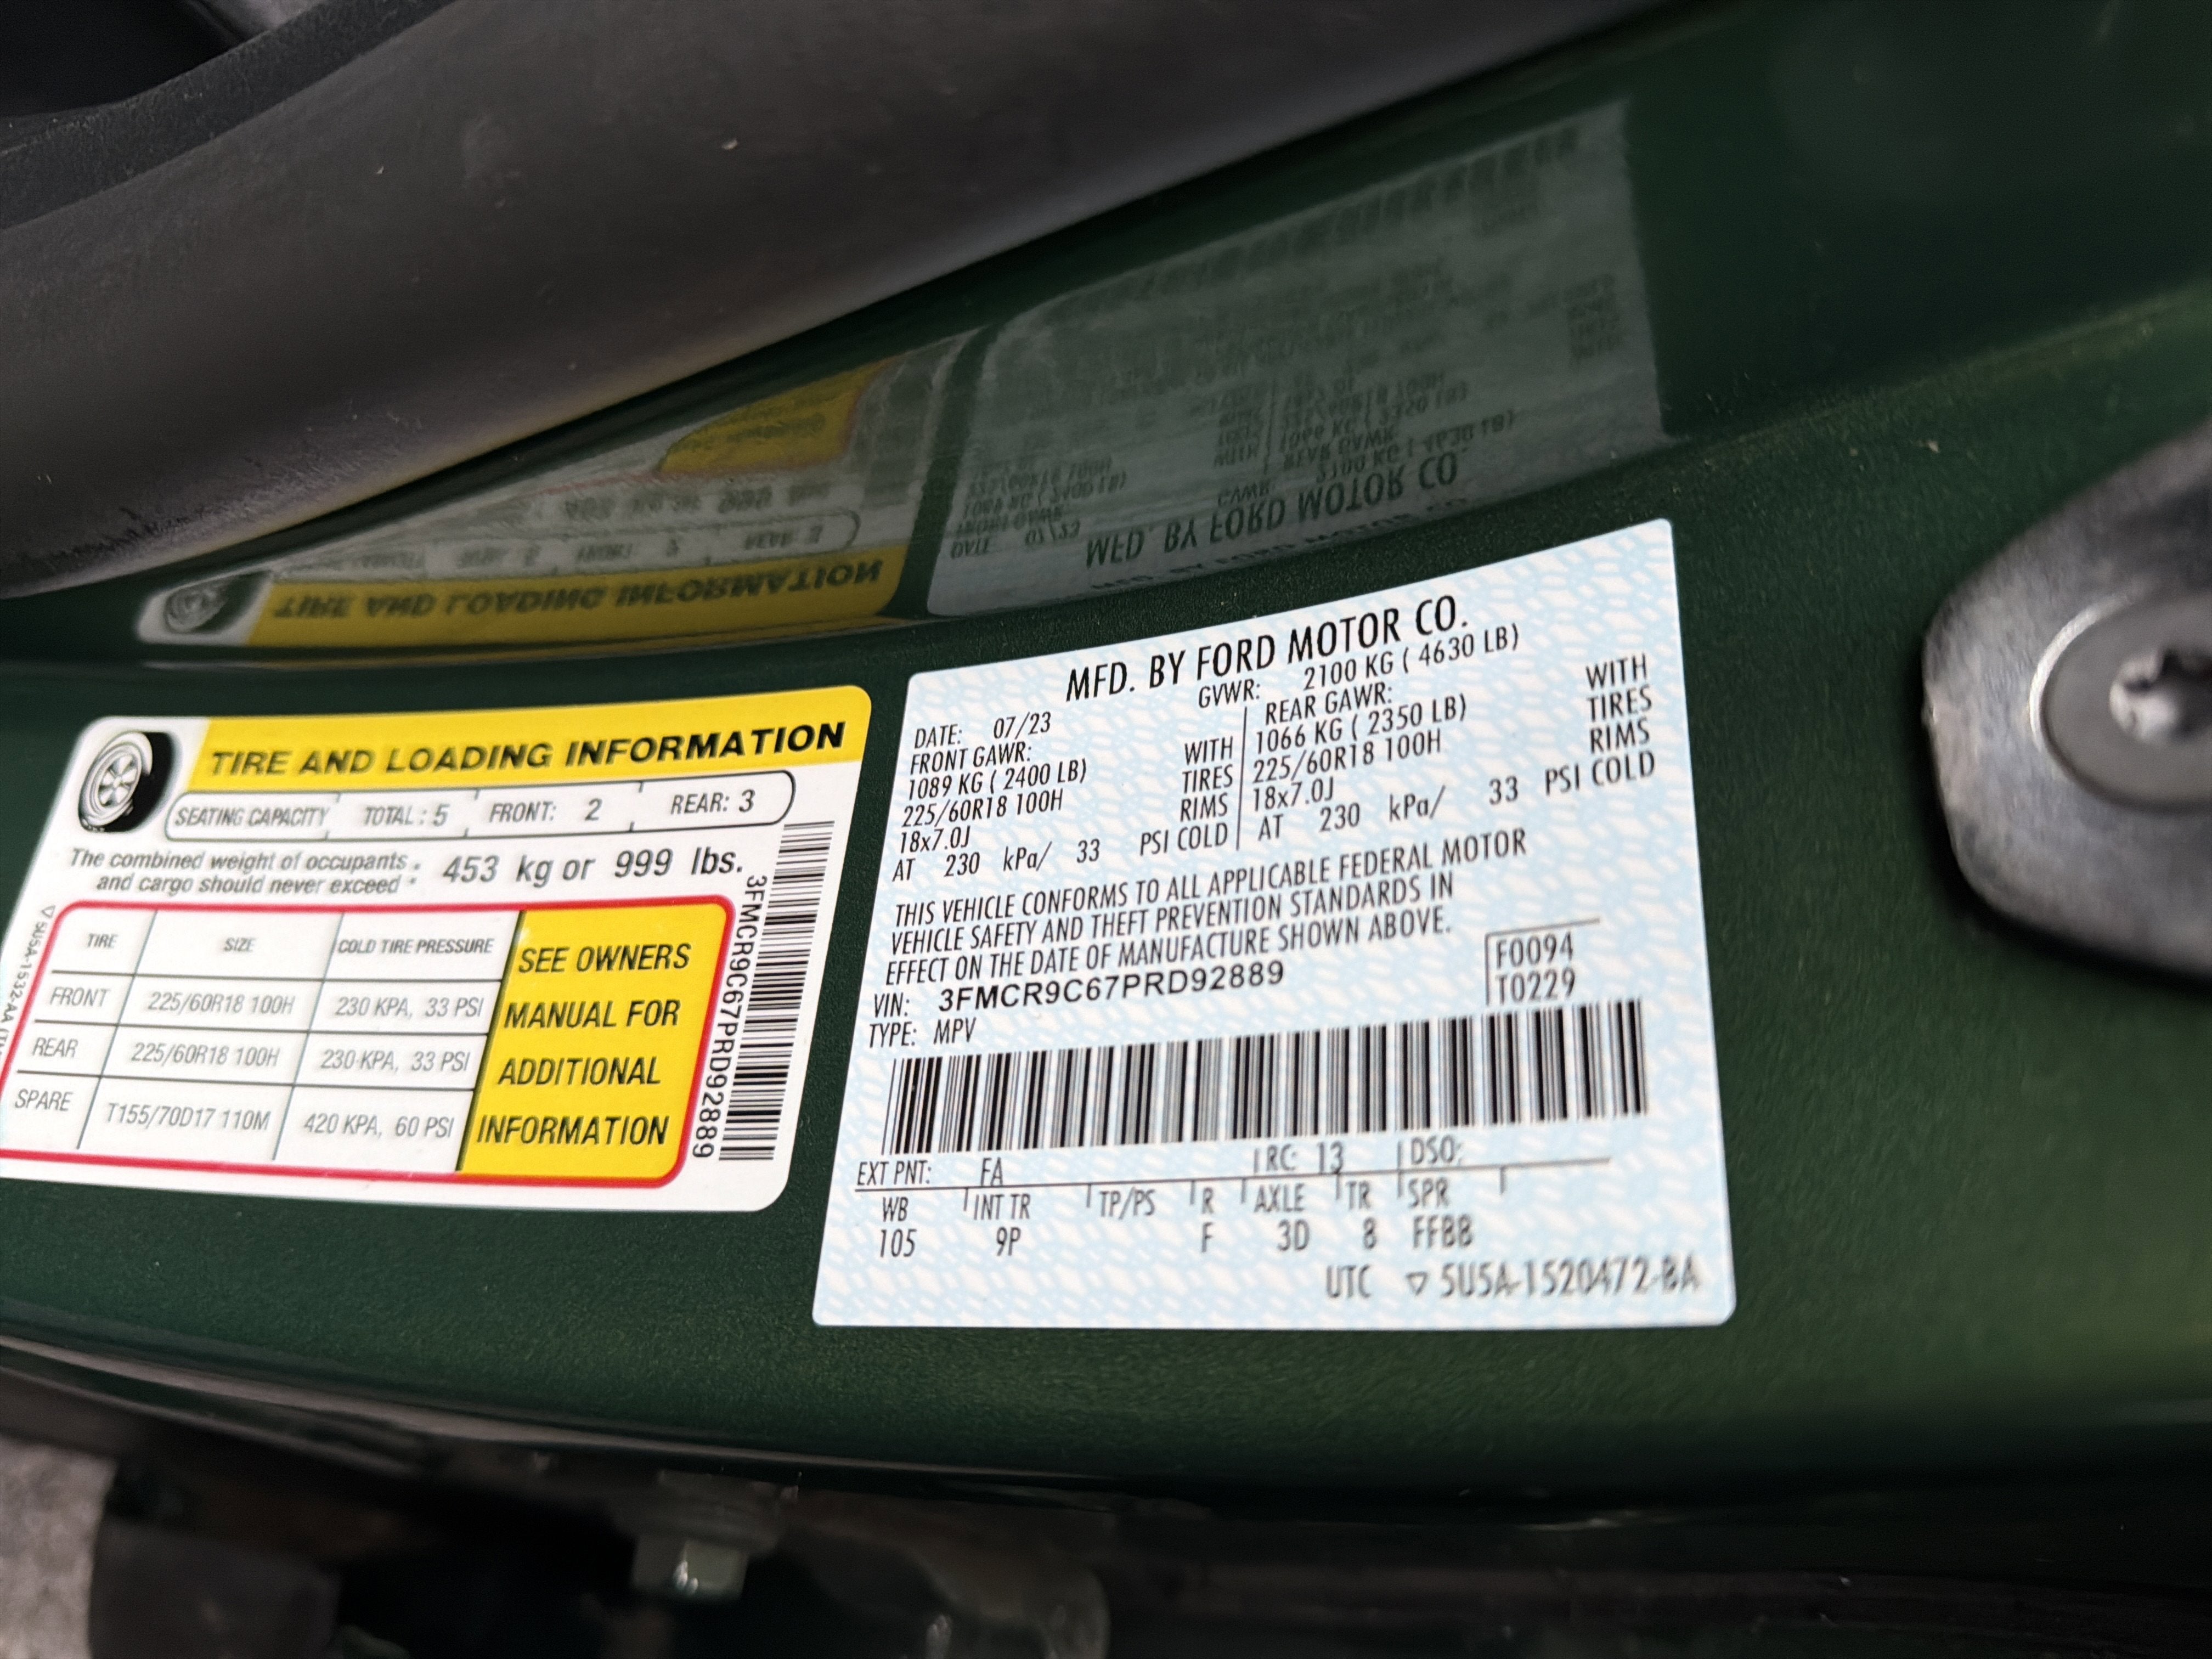 TIRE AND LOADING INFORMATION
SEATING CAPACITY TOTAL : 5 FRONT: 2 REAR: 3
The combined weight of occupants and cargo should never exceed 453 kg or 999 lbs.
TIRE SIZE COLD TIRE PRESSURE
FRONT 225/60R18 100H 230 KPA, 33 PSI
REAR 225/60R18 100H 230 KPA, 33 PSI
SPARE T155/70D17 110M 420 KPA, 60 PSI
SEE OWNERS
MANUAL FOR
ADDITIONAL
INFORMATION
3FMCR9C67PRD92889
5U5A-1532-AA
MFD. BY FORD MOTOR CO.
DATE: 07/23 GVWR: 2100 KG ( 4630 LB)
FRONT GAWR: REAR GAWR:
1089 KG ( 2400 LB) WITH 1066 KG ( 2350 LB) WITH
225/60R18 100H TIRES 225/60R18 100H TIRES
18x7.0J RIMS 18x7.0J RIMS
AT 230 kPa/ 33 PSI COLD AT 230 kPa/ 33 PSI COLD
THIS VEHICLE CONFORMS TO ALL APPLICABLE FEDERAL MOTOR
VEHICLE SAFETY AND THEFT PREVENTION STANDARDS IN
EFFECT ON THE DATE OF MANUFACTURE SHOWN ABOVE.
VIN: 3FMCR9C67PRD92889 F0094
TYPE: MPV T0229
EXT PNT: FA RC: 13 DSO:
WB INT TR TP/PS R AXLE TR SPR
105 9P F 3D 8 FFBB
UTC ▽ 5U5A-1520472-BA